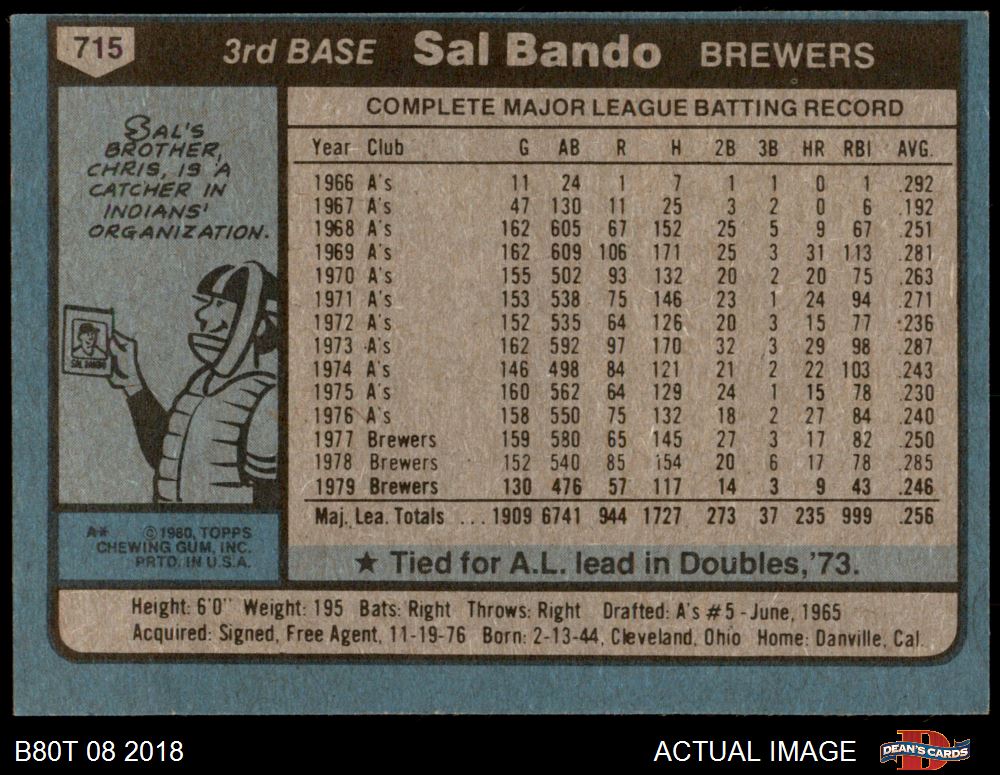 715 3rd BASE Sal Bando BREWERS
SAL'S
BROTHER,
CHRIS, IS A
CATCHER IN
INDIANS'
ORGANIZATION.
SAL BANDO
COMPLETE MAJOR LEAGUE BATTING RECORD
Year Club G AB R H 2B 3B HR RBI AVG.
1966 A's 11 24 1 7 1 1 0 1 .292
1967 A's 47 130 11 25 3 2 0 6 .192
1968 A's 162 605 67 152 25 5 9 67 .251
1969 A's 162 609 106 171 25 3 31 113 .281
1970 A's 155 502 93 132 20 2 20 75 .263
1971 A's 153 538 75 146 23 1 24 94 .271
1972 A's 152 535 64 126 20 3 15 77 .236
1973 A's 162 592 97 170 32 3 29 98 .287
1974 A's 146 498 84 121 21 2 22 103 .243
1975 A's 160 562 64 129 24 1 15 78 .230
1976 A's 158 550 75 132 18 2 27 84 .240
1977 Brewers 159 580 65 145 27 3 17 82 .250
1978 Brewers 152 540 85 154 20 6 17 78 .285
1979 Brewers 130 476 57 117 14 3 9 43 .246
Maj. Lea. Totals ... 1909 6741 944 1727 273 37 235 999 .256
★ Tied for A.L. lead in Doubles, '73.
A* © 1980, TOPPS
CHEWING GUM, INC.
PRTD. IN U.S.A.
Height: 6'0" Weight: 195 Bats: Right Throws: Right Drafted: A's #5 - June, 1965
Acquired: Signed, Free Agent, 11-19-76 Born: 2-13-44, Cleveland, Ohio Home: Danville, Cal.
B80T 08 2018 ACTUAL IMAGE DEAN'S CARDS